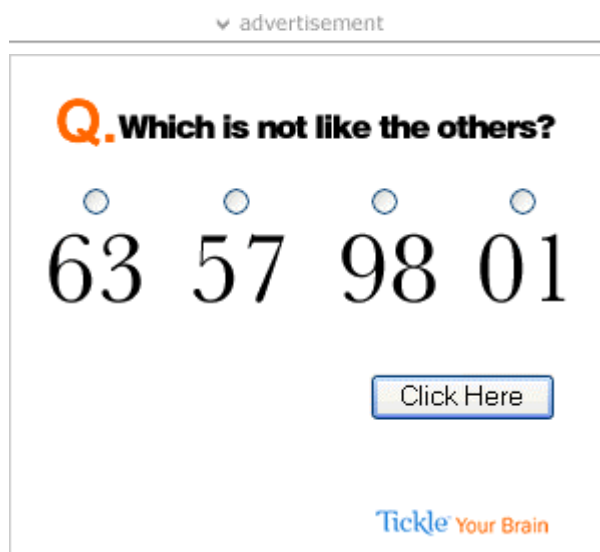 advertisement
Q. Which is not like the others?
63 57 98 01
Click Here
Tickle Your Brain